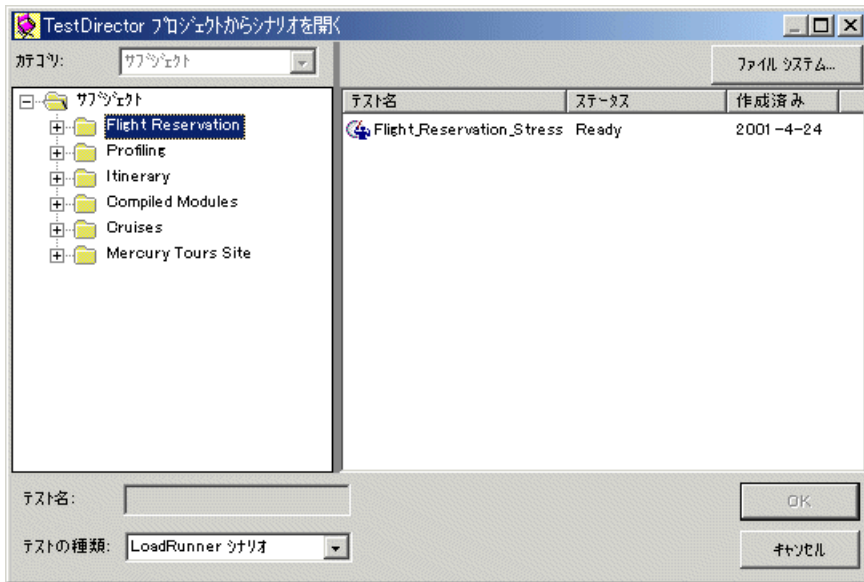 TestDirector プロジェクトからシナリオを開く
カテゴリ: サブジェクト
ファイル システム...
サブジェクト
Flight Reservation
Profiling
Itinerary
Compiled Modules
Cruises
Mercury Tours Site
テスト名 ステータス 作成済み
Flight_Reservation_Stress Ready 2001-4-24
テスト名:
OK
テストの種類: LoadRunner シナリオ
キャンセル